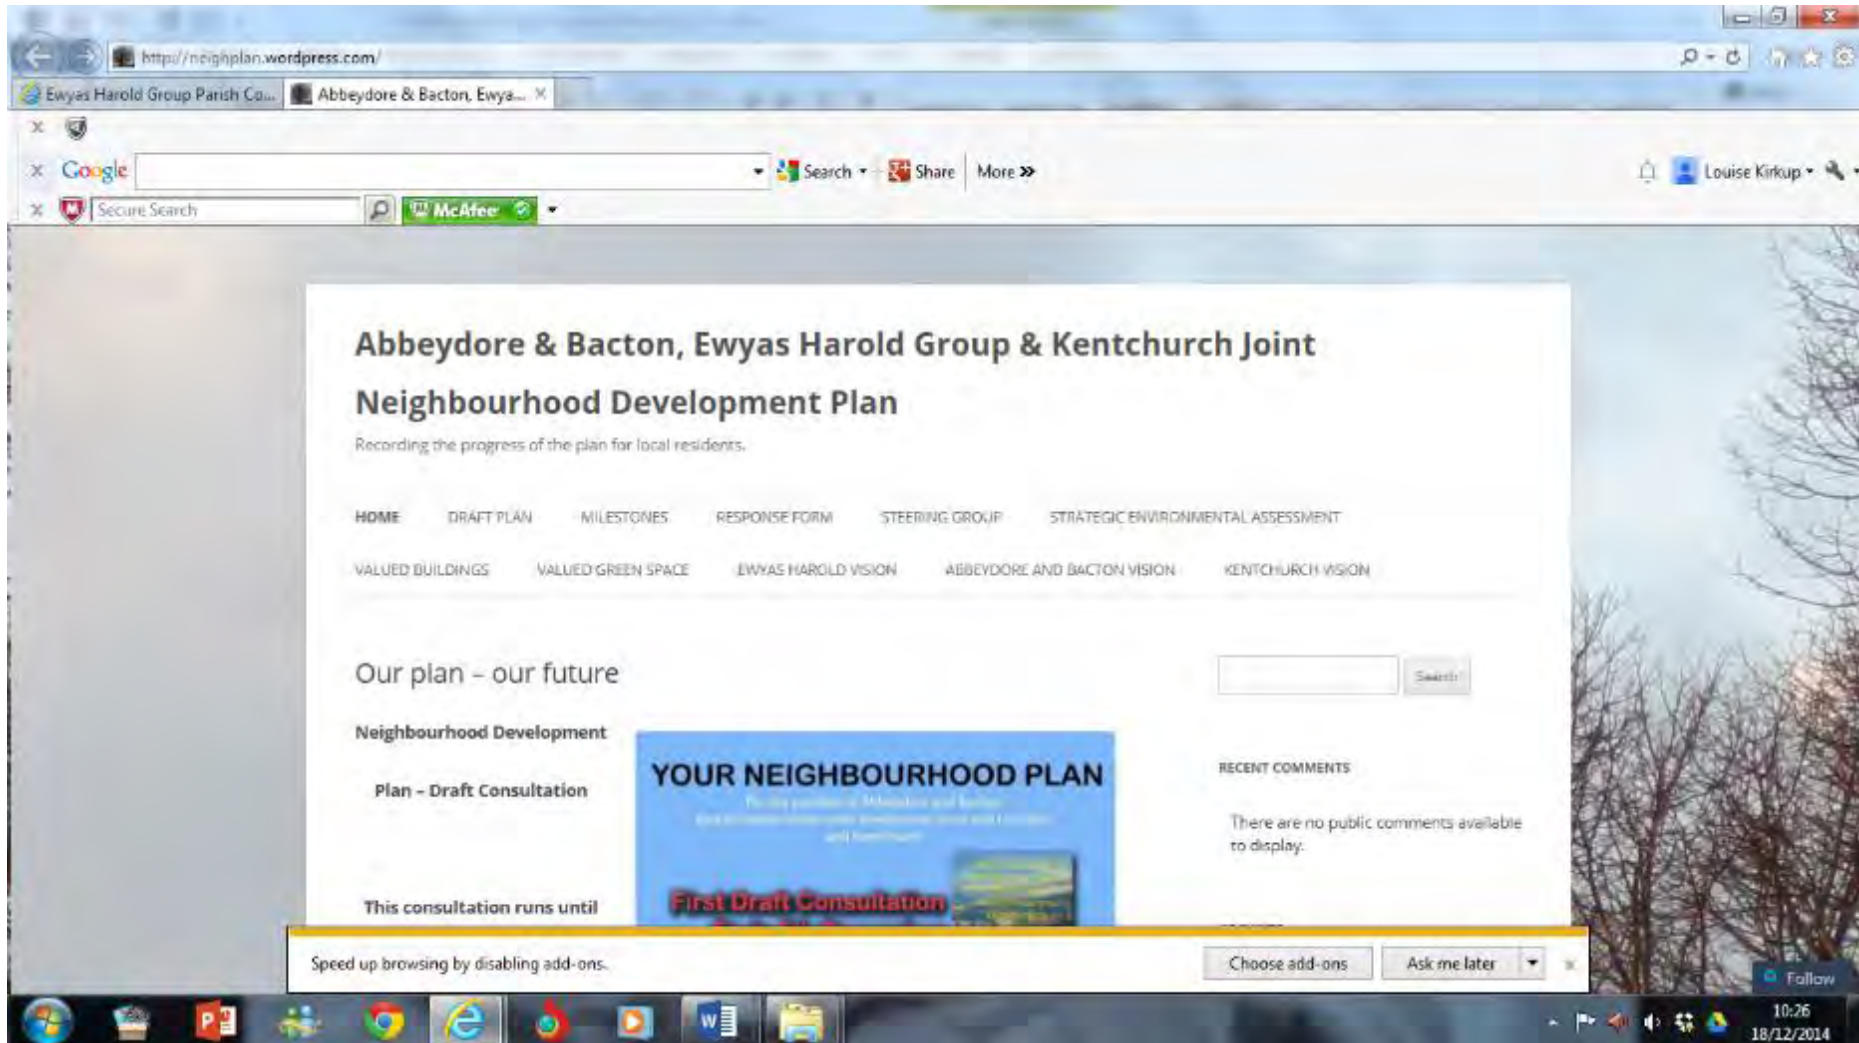 http://neighplan.wordpress.com/
Ewyas Harold Group Parish Co...
Abbeydore & Bacton, Ewya...
Google
Search
Share
More »
Louise Kirkup
Secure Search
McAfee
Abbeydore & Bacton, Ewyas Harold Group & Kentchurch Joint
Neighbourhood Development Plan
Recording the progress of the plan for local residents.
HOME DRAFT PLAN MILESTONES RESPONSE FORM STEERING GROUP STRATEGIC ENVIRONMENTAL ASSESSMENT
VALUED BUILDINGS VALUED GREEN SPACE EWYAS HAROLD VISION ABBEYDORE AND BACTON VISION KENTCHURCH VISION
Our plan – our future
Search
Neighbourhood Development
Plan – Draft Consultation
This consultation runs until
YOUR NEIGHBOURHOOD PLAN
First Draft Consultation
RECENT COMMENTS
There are no public comments available
to display.
Speed up browsing by disabling add-ons.
Choose add-ons
Ask me later
Follow
10:26
18/12/2014